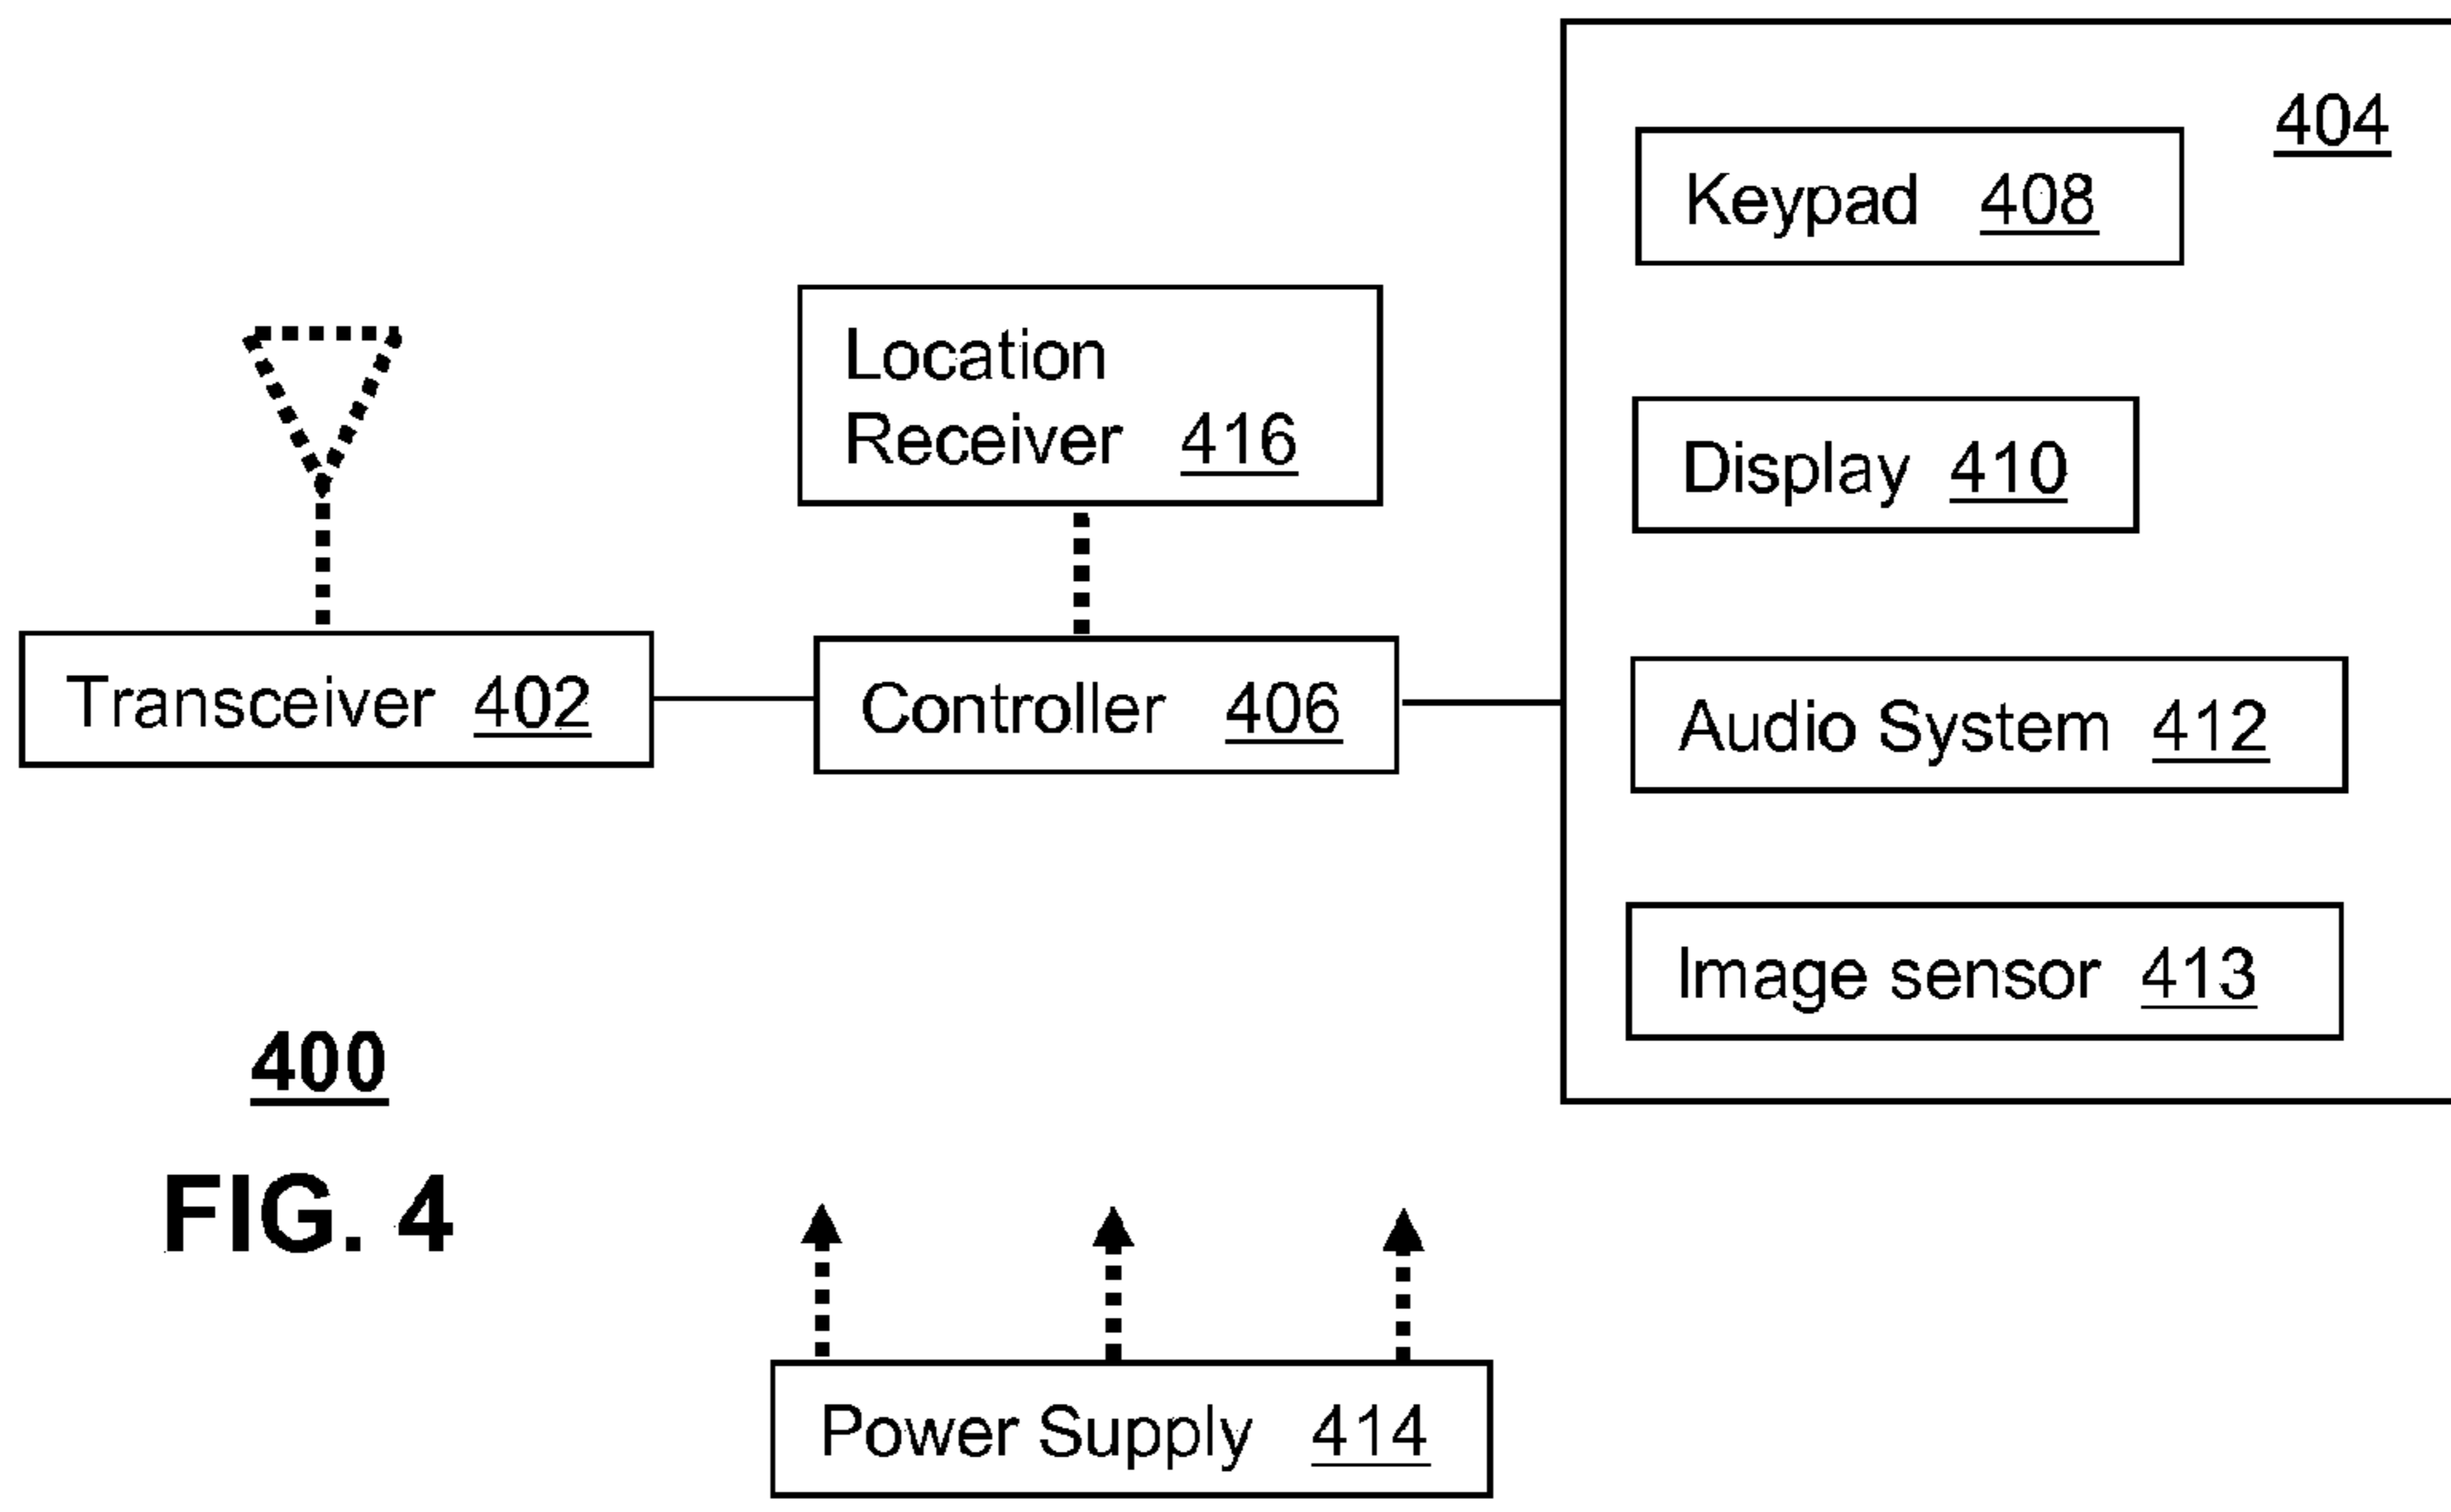 404
Keypad 408
Location
Receiver 416
Display 410
Transceiver 402
Controller 406
Audio System 412
Image sensor 413
400
FIG. 4
Power Supply 414